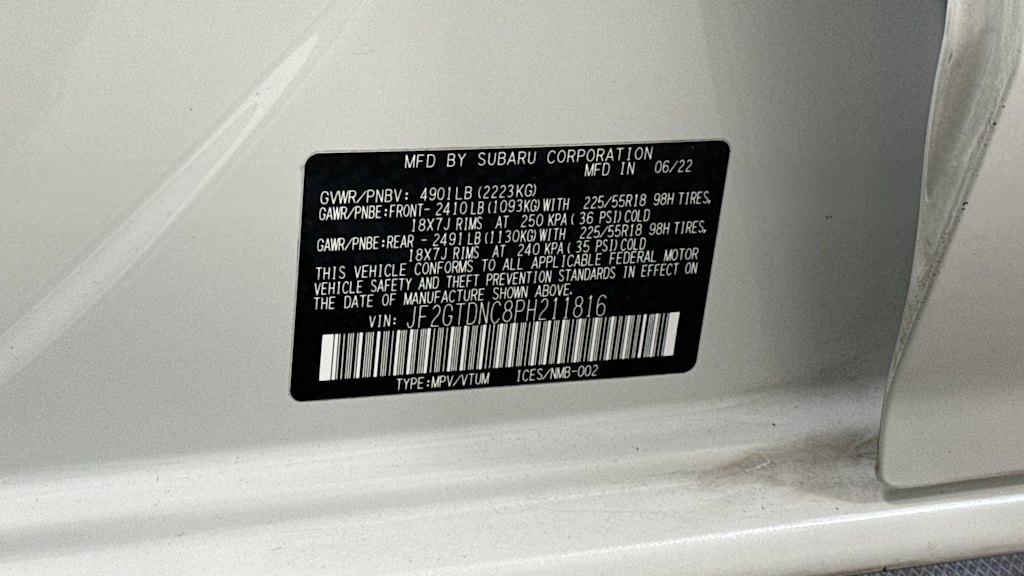 MFD BY SUBARU CORPORATION
MFD IN 06/22
GVWR/PNBV: 4901LB (2223KG)
GAWR/PNBE:FRONT- 2410LB(1093KG)WITH 225/55R18 98H TIRES,
18X7J RIMS AT 250 KPA( 36 PSI)COLD
GAWR/PNBE:REAR - 2491LB(1130KG)WITH 225/55R18 98H TIRES,
18X7J RIMS AT 240 KPA(35 PSI)COLD
THIS VEHICLE CONFORMS TO ALL APPLICABLE FEDERAL MOTOR
VEHICLE SAFETY AND THEFT PREVENTION STANDARDS IN EFFECT ON
THE DATE OF MANUFACTURE SHOWN ABOVE.
VIN: JF2GTDNC8PH211816
TYPE:MPV/VTUM ICES/NMB-002